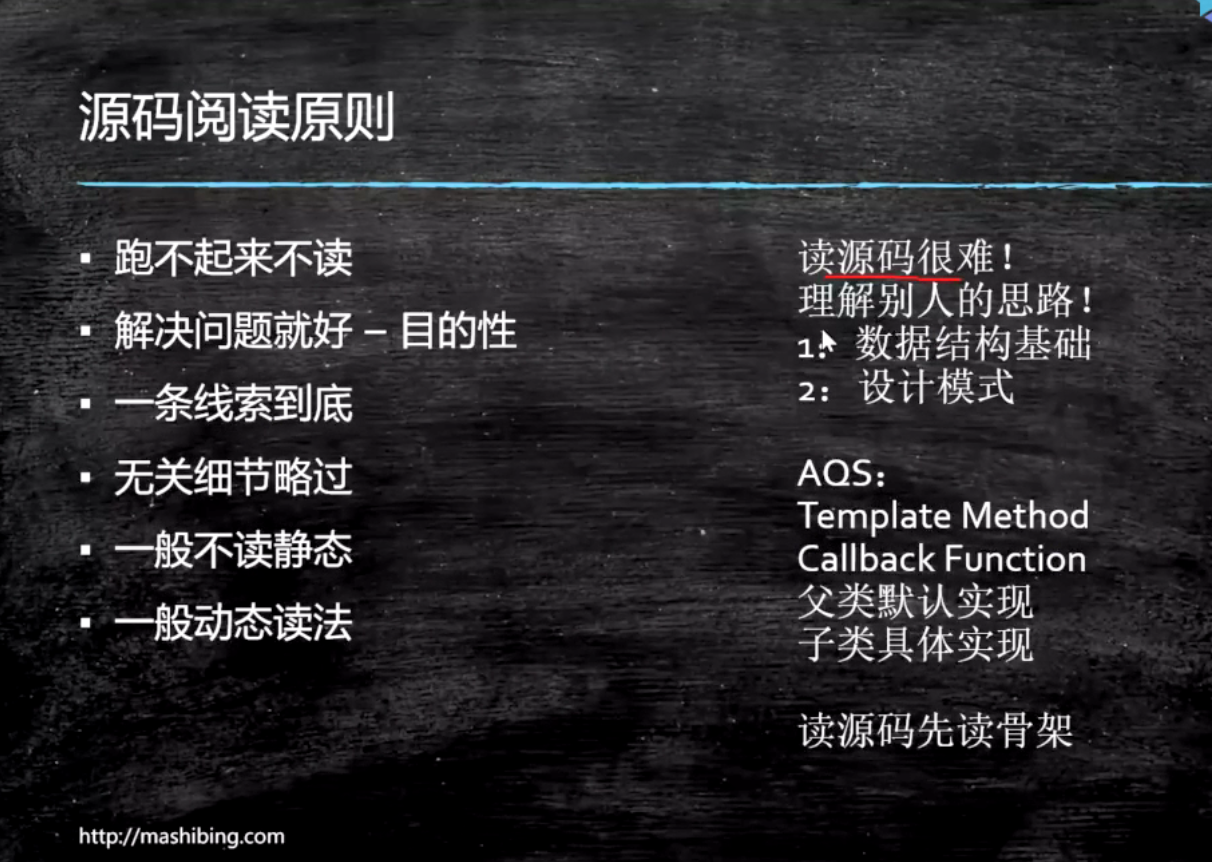 源码阅读原则
▪ 跑不起来不读
▪ 解决问题就好 – 目的性
▪ 一条线索到底
▪ 无关细节略过
▪ 一般不读静态
▪ 一般动态读法
读源码很难！
理解别人的思路！
1： 数据结构基础
2： 设计模式
AQS：
Template Method
Callback Function
父类默认实现
子类具体实现
读源码先读骨架
http://mashibing.com